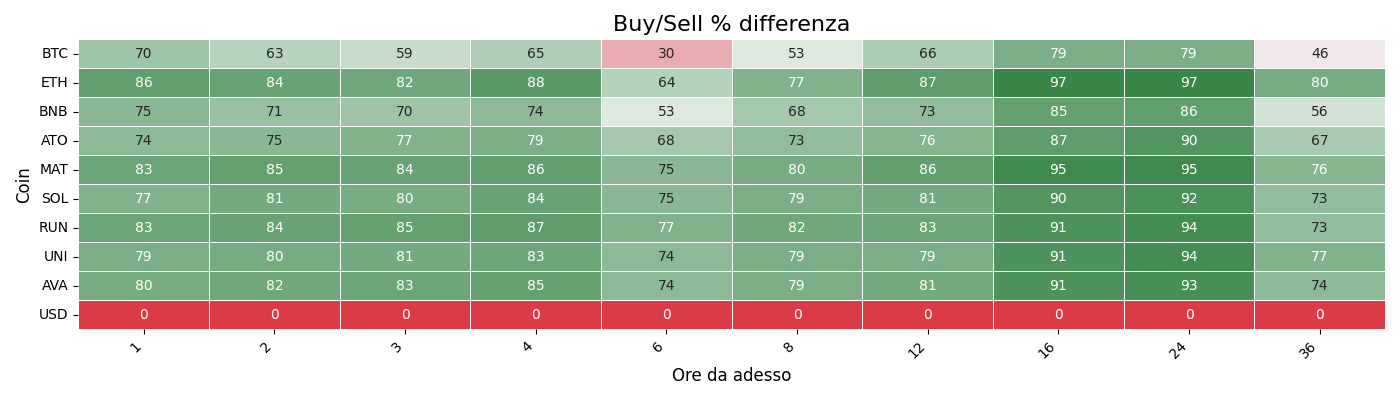 Buy/Sell % differenza
Coin
BTC 70 63 59 65 30 53 66 79 79 46
ETH 86 84 82 88 64 77 87 97 97 80
BNB 75 71 70 74 53 68 73 85 86 56
ATO 74 75 77 79 68 73 76 87 90 67
MAT 83 85 84 86 75 80 86 95 95 76
SOL 77 81 80 84 75 79 81 90 92 73
RUN 83 84 85 87 77 82 83 91 94 73
UNI 79 80 81 83 74 79 79 91 94 77
AVA 80 82 83 85 74 79 81 91 93 74
USD 0 0 0 0 0 0 0 0 0 0
1 2 3 4 6 8 12 16 24 36
Ore da adesso